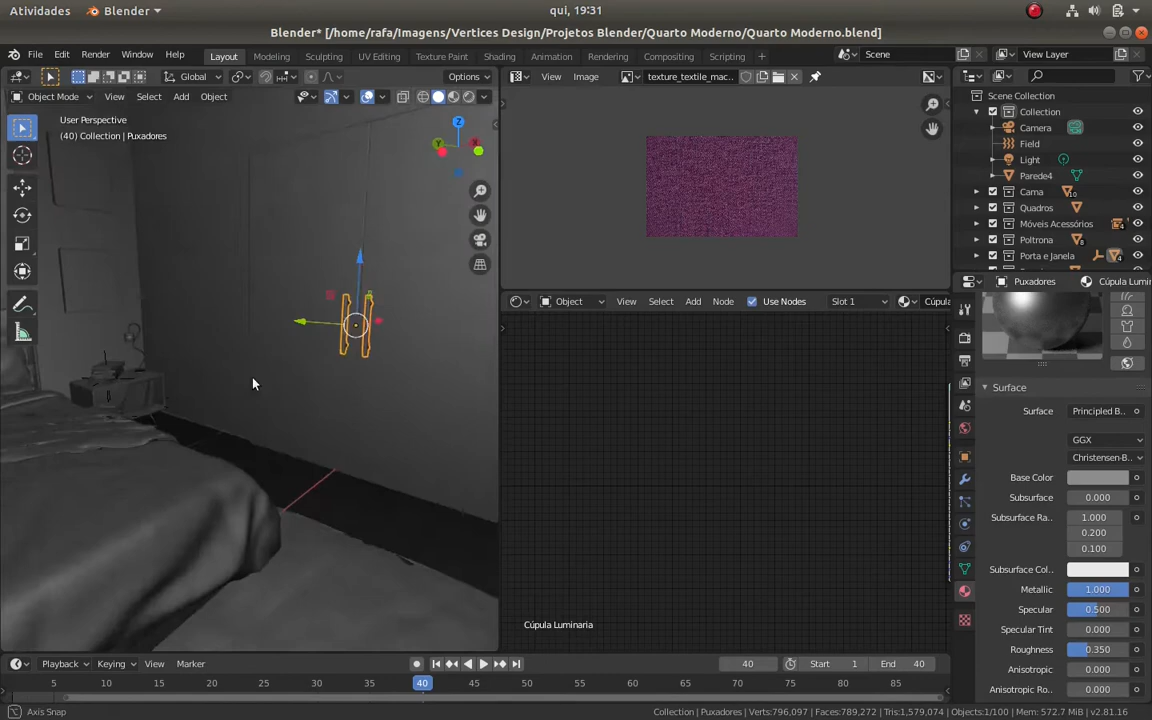 Atividades Blender qui, 19:31
Blender* [/home/rafa/Imagens/Vertices Design/Projetos Blender/Quarto Moderno/Quarto Moderno.blend]
File Edit Render Window Help Layout Modeling Sculpting UV Editing Texture Paint Shading Animation Rendering Compositing Scripting Scene View Layer
Global Options View Image texture_textile_mac...
Object Mode View Select Add Object
User Perspective
(40) Collection | Puxadores
Scene Collection
Collection
Camera
Field
Light
Parede4
Cama 10
Quadros
Móveis Acessórios 4
Poltrona 8
Porta e Janela 4
Puxadores Cúpula Lumi
Object View Select Add Node Use Nodes Slot 1 Cúpula
Surface
Surface Principled B..
GGX
Christensen-B..
Base Color
Subsurface 0.000
Subsurface Ra.. 1.000
0.200
0.100
Subsurface Col..
Metallic 1.000
Specular 0.500
Specular Tint 0.000
Roughness 0.350
Anisotropic 0.000
Anisotropic Ro.. 0.000
Cúpula Luminaria
Playback Keying View Marker 40 Start 1 End 40
5 10 15 20 25 30 35 40 45 50 55 60 65 70 75 80 85
Axis Snap Collection | Puxadores | Verts:796,097 | Faces:789,272 | Tris:1,579,074 | Objects:1/100 | Mem: 572.7 MiB | v2.81.16